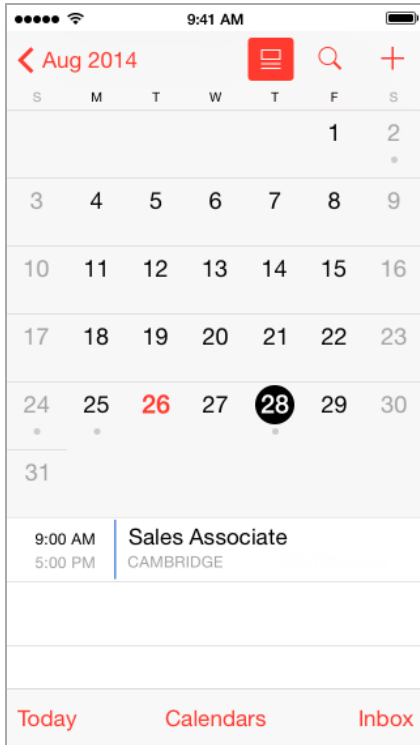 9:41 AM
Aug 2014
S M T W T F S
1 2
3 4 5 6 7 8 9
10 11 12 13 14 15 16
17 18 19 20 21 22 23
24 25 26 27 28 29 30
31
9:00 AM Sales Associate
5:00 PM CAMBRIDGE
Today Calendars Inbox